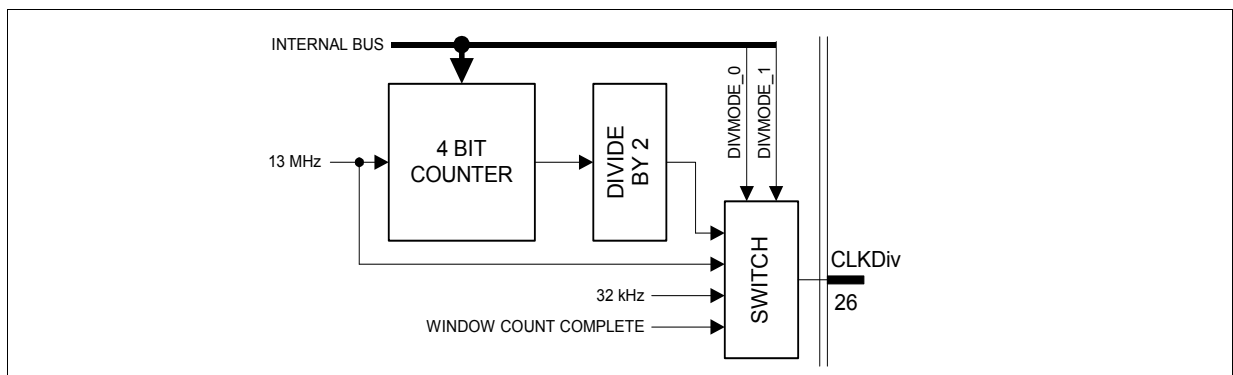 INTERNAL BUS
DIVMODE_0
DIVMODE_1
4 BIT
COUNTER
DIVIDE
BY 2
13 MHz
SWITCH
CLKDiv
26
32 kHz
WINDOW COUNT COMPLETE